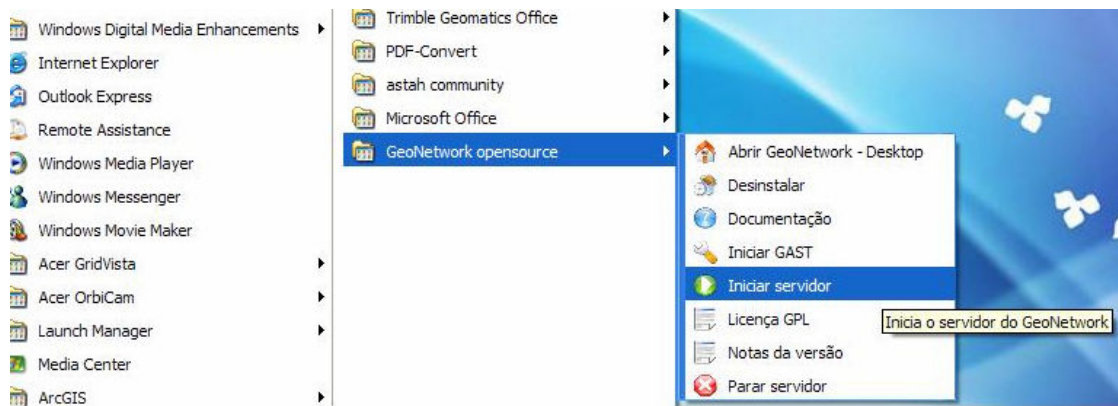 Windows Digital Media Enhancements
Internet Explorer
Outlook Express
Remote Assistance
Windows Media Player
Windows Messenger
Windows Movie Maker
Acer GridVista
Acer OrbiCam
Launch Manager
Media Center
ArcGIS
Trimble Geomatics Office
PDF-Convert
astah community
Microsoft Office
GeoNetwork opensource
Abrir GeoNetwork - Desktop
Desinstalar
Documentação
Iniciar GAST
Iniciar servidor
Licença GPL
Notas da versão
Parar servidor
Inicia o servidor do GeoNetwork